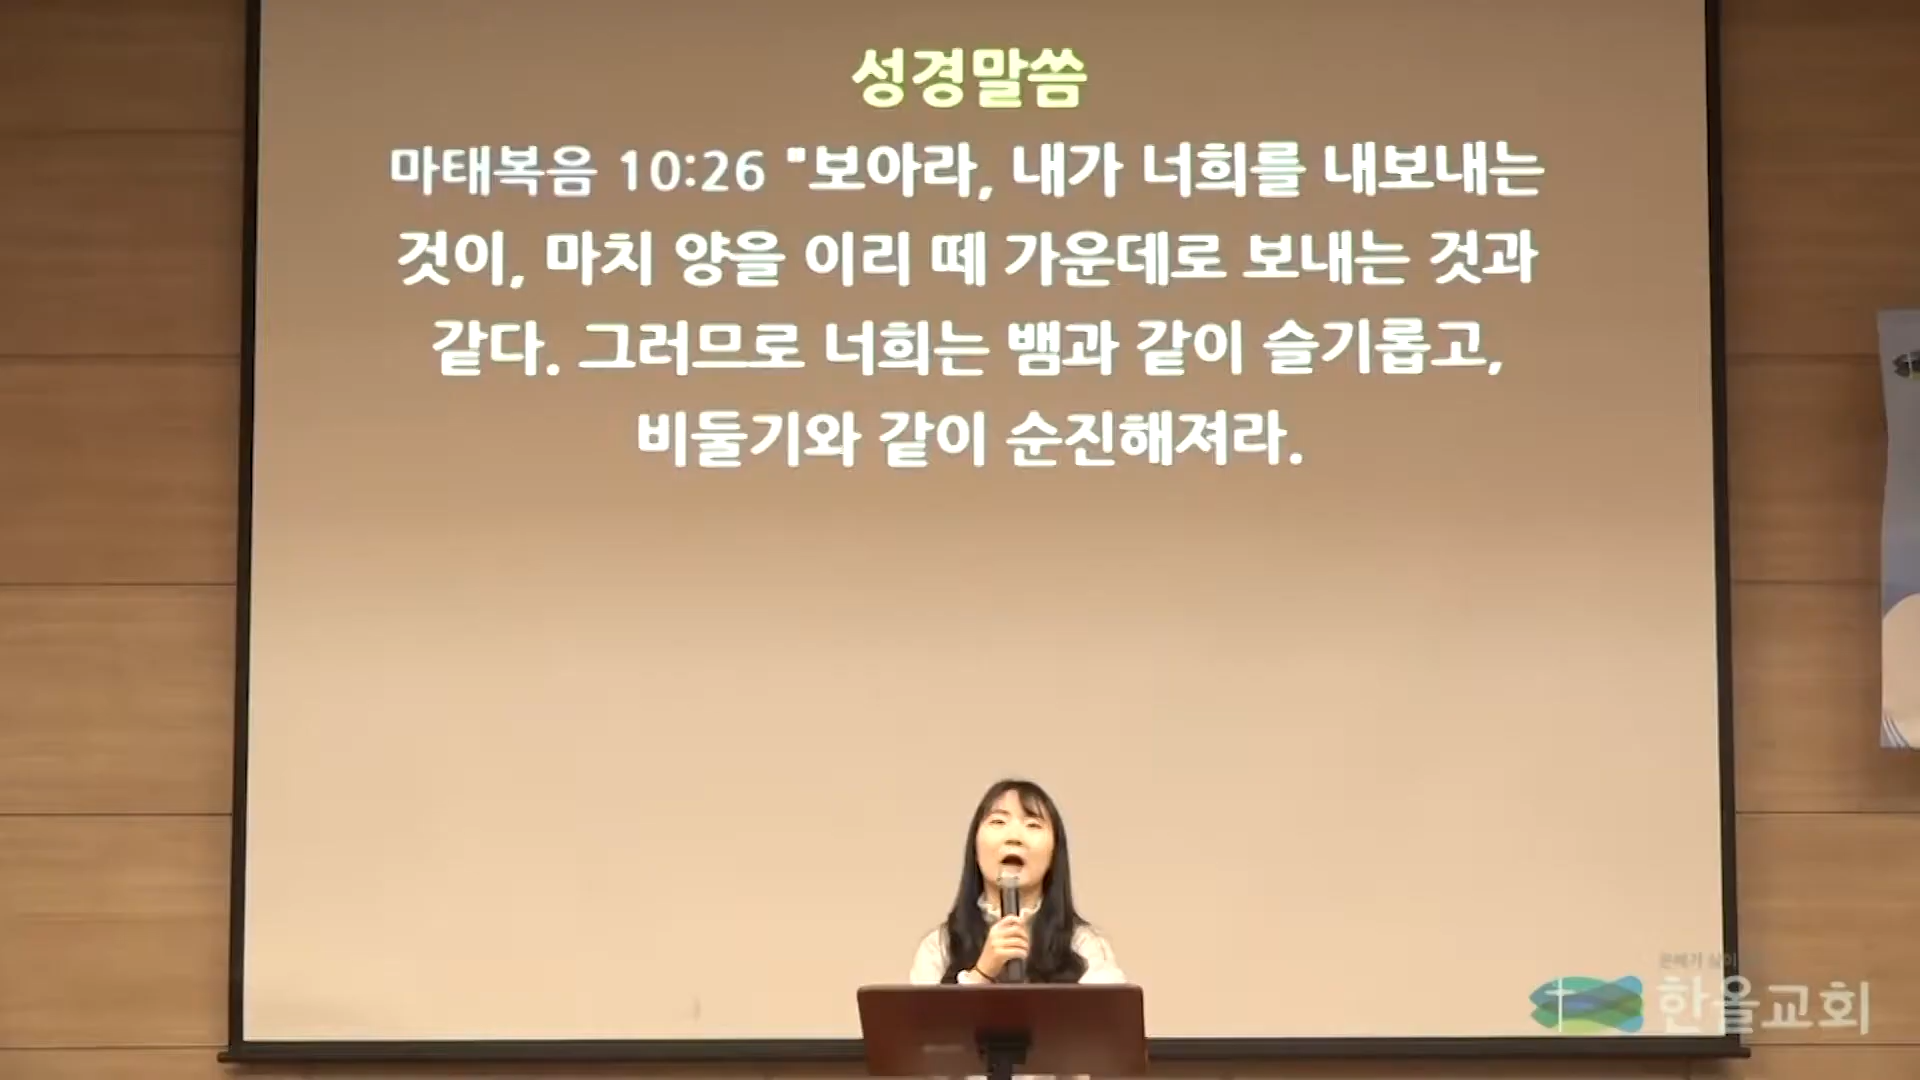 성경말씀
마태복음 10:26 "보아라, 내가 너희를 내보내는
것이, 마치 양을 이리 떼 가운데로 보내는 것과
같다. 그러므로 너희는 뱀과 같이 슬기롭고,
비둘기와 같이 순진해져라.
한올교회